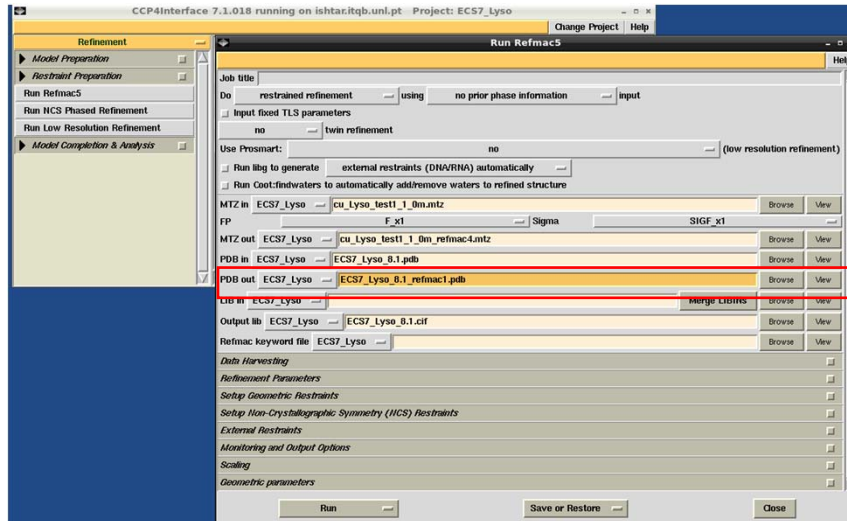 CCP4Interface 7.1.018 running on ishtar.itqb.unl.pt Project: ECS7_Lyso
Change Project Help
Refinement
Model Preparation
Restraint Preparation
Run Refmac5
Run NCS Phased Refinement
Run Low Resolution Refinement
Model Completion & Analysis
Run Refmac5
Help
Job title
Do restrained refinement using no prior phase information input
Input fixed TLS parameters
no twin refinement
Use Prosmart: no (low resolution refinement)
Run libg to generate external restraints (DNA/RNA) automatically
Run Coot:findwaters to automatically add/remove waters to refined structure
MTZ in ECS7_Lyso cu_Lyso_test1_1_0m.mtz Browse View
FP F_x1 Sigma SIGF_x1
MTZ out ECS7_Lyso cu_Lyso_test1_1_0m_refmac4.mtz Browse View
PDB in ECS7_Lyso ECS7_Lyso_8.1.pdb Browse View
PDB out ECS7_Lyso ECS7_Lyso_8.1_refmac1.pdb Browse View
LIB in ECS7_Lyso Merge LIBINs Browse View
Output lib ECS7_Lyso ECS7_Lyso_8.1.cif Browse View
Refmac keyword file ECS7_Lyso Browse View
Data Harvesting
Refinement Parameters
Setup Geometric Restraints
Setup Non-Crystallographic Symmetry (NCS) Restraints
External Restraints
Monitoring and Output Options
Scaling
Geometric parameters
Run Save or Restore Close